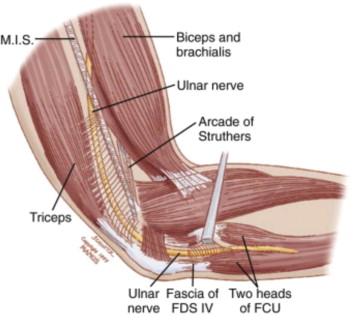 M.I.S.
Biceps and
brachialis
Ulnar nerve
Arcade of
Struthers
Triceps
Ulnar
nerve
Fascia of
FDS IV
Two heads
of FCU